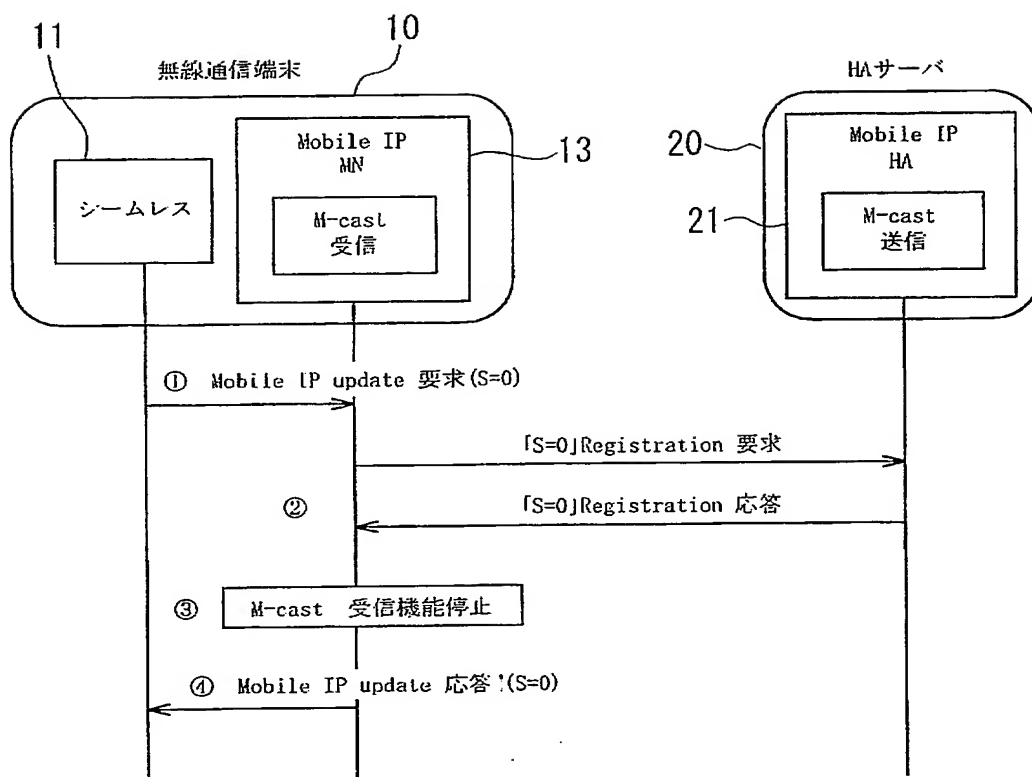 11
10
無線通信端末
HAサーバ
シームレス
Mobile IP
MN
M-cast
受信
13
20
21
Mobile IP
HA
M-cast
送信
① Mobile IP update 要求(S=0)
「S=0」Registration 要求
②
「S=0」Registration 応答
③
M-cast 受信機能停止
④ Mobile IP update 応答 (S=0)